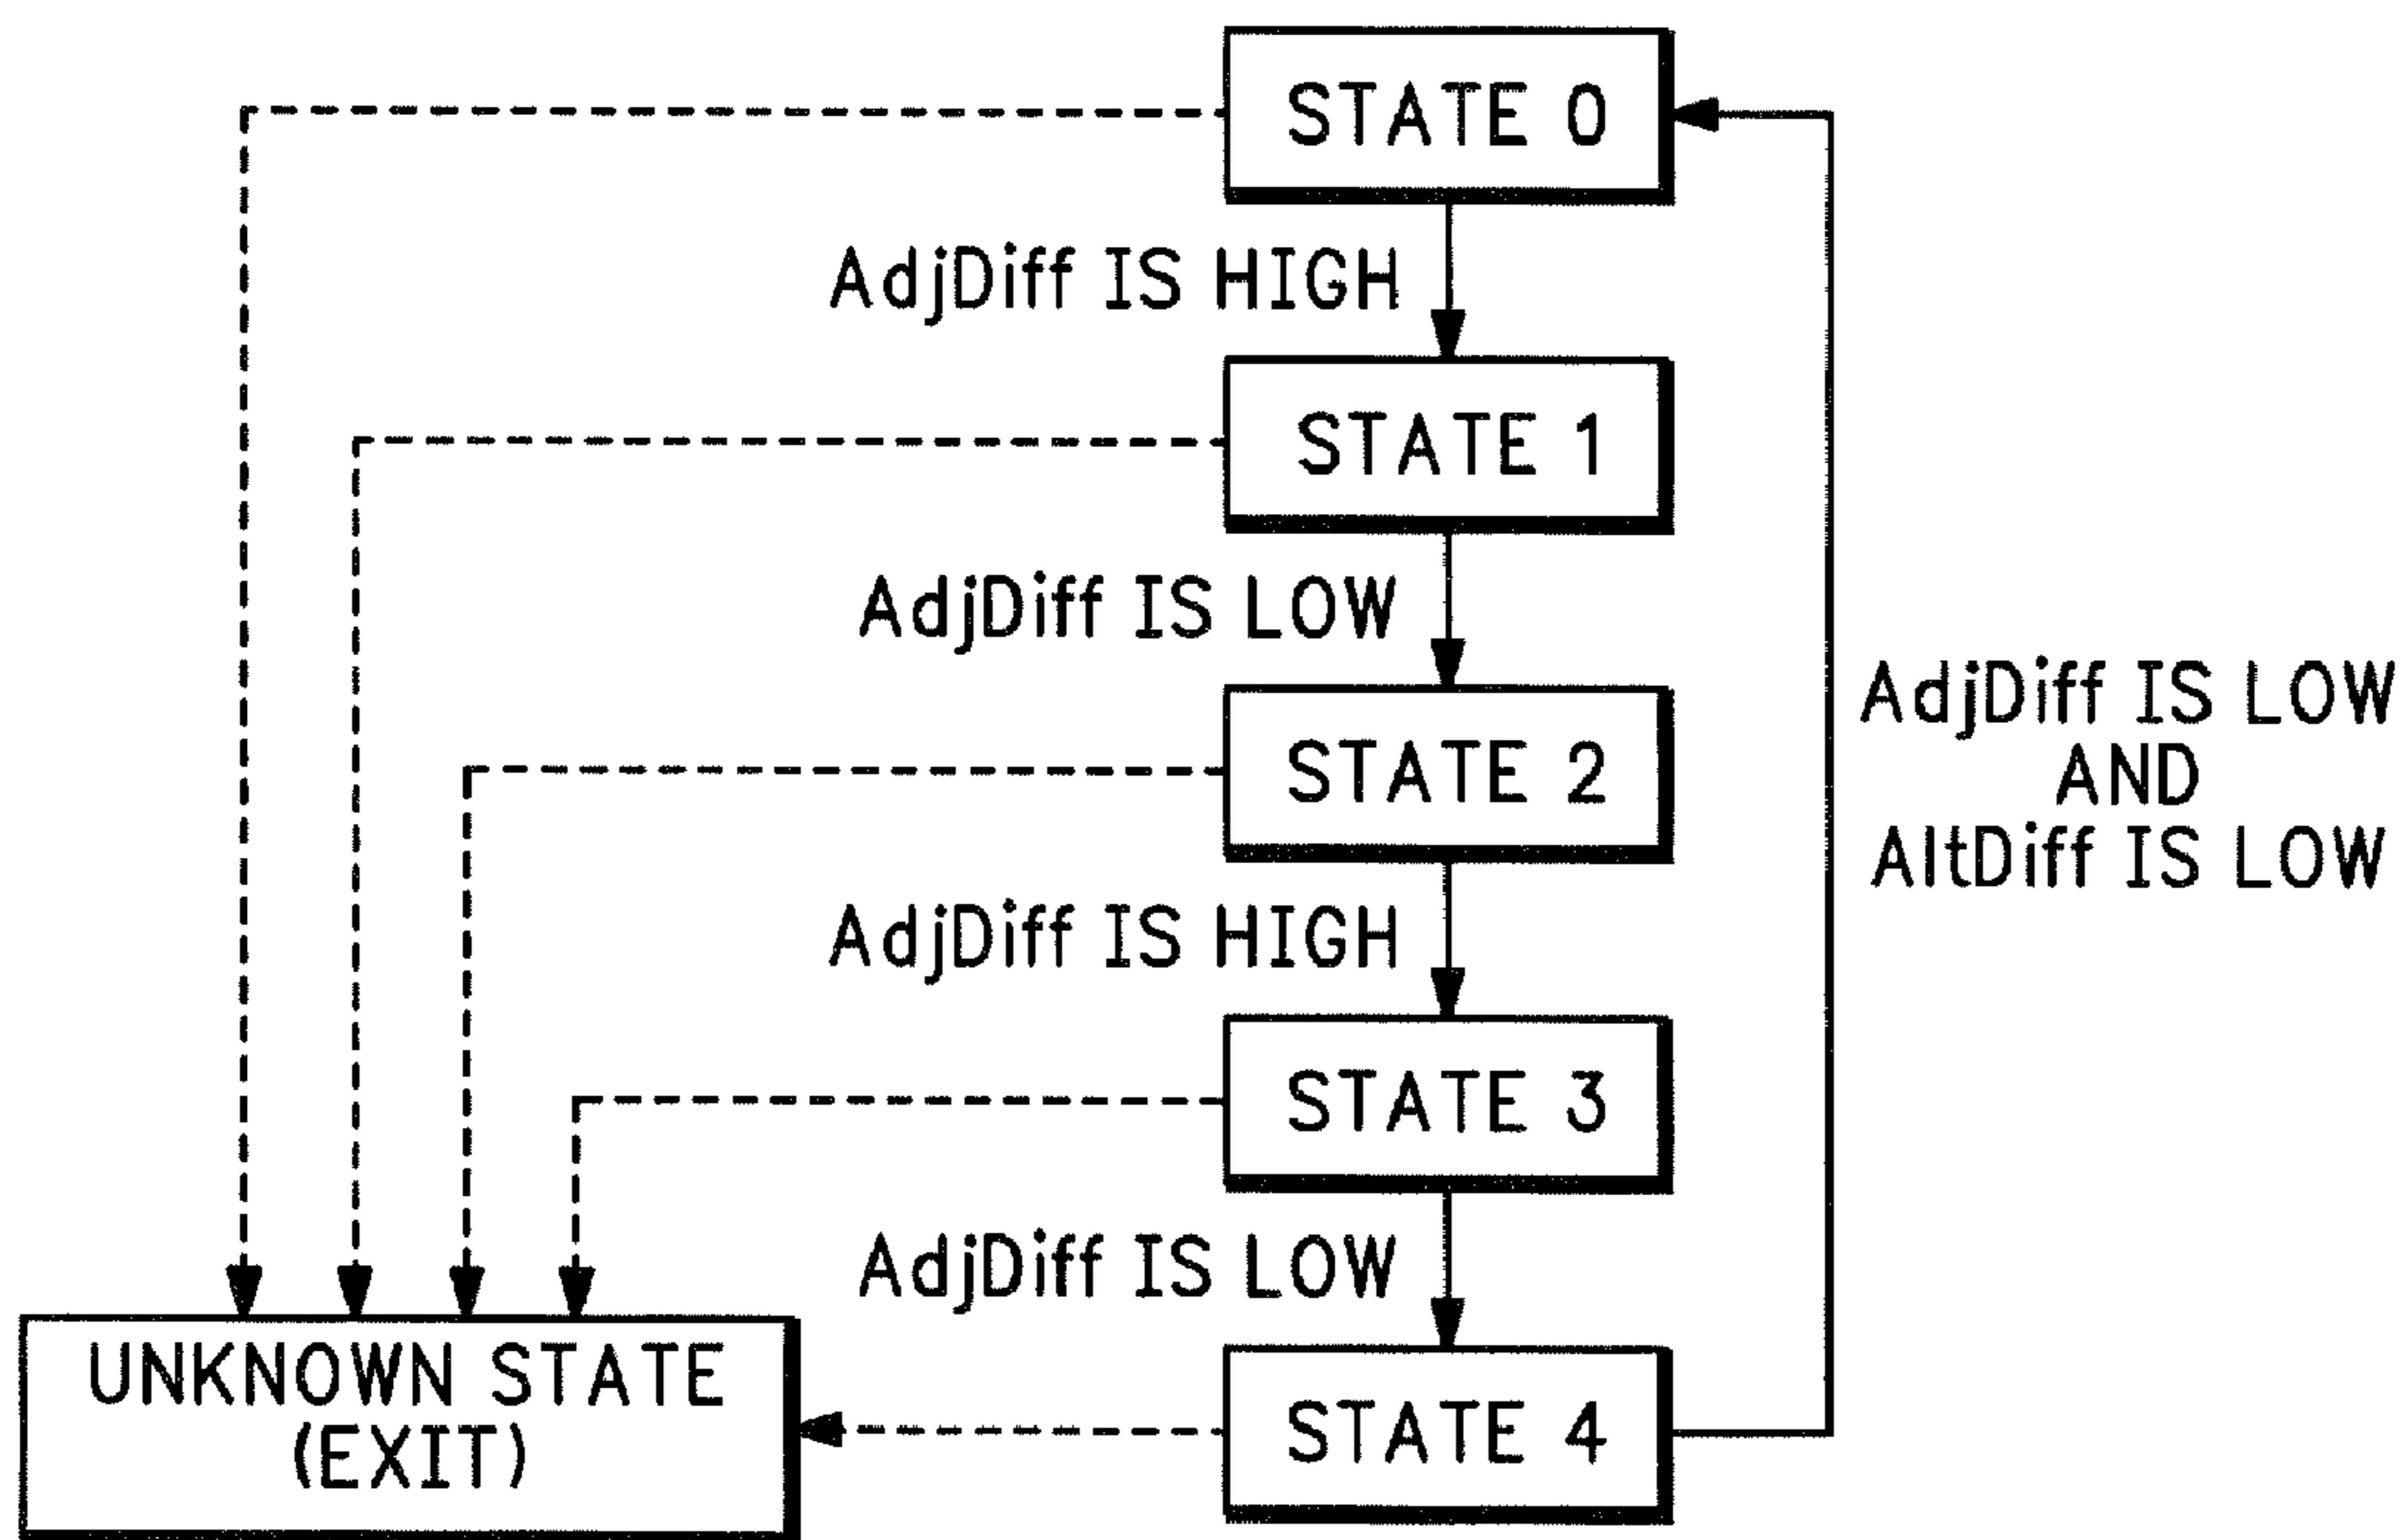 STATE 0
AdjDiff IS HIGH
STATE 1
AdjDiff IS LOW
STATE 2
AdjDiff IS HIGH
STATE 3
AdjDiff IS LOW
STATE 4
AdjDiff IS LOW
AND
AltDiff IS LOW
UNKNOWN STATE
(EXIT)